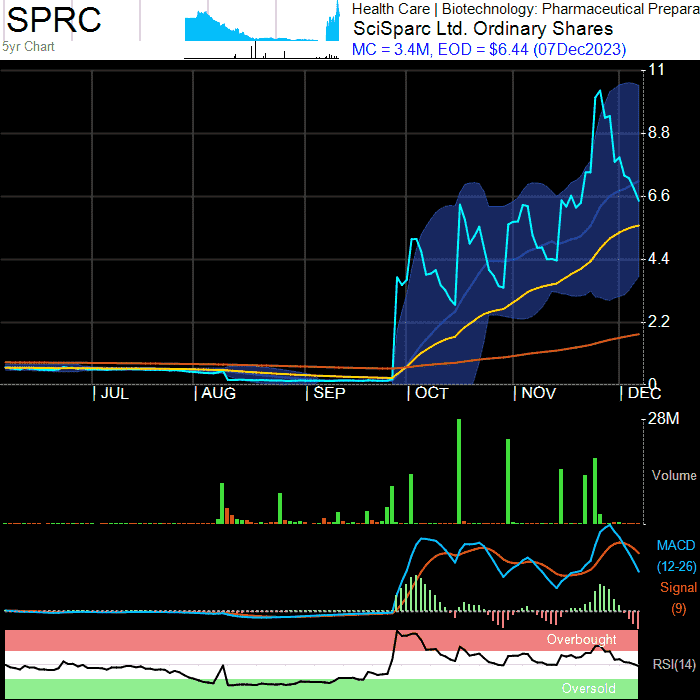 SPRC
5yr Chart
Health Care | Biotechnology: Pharmaceutical Prepara
SciSparc Ltd. Ordinary Shares
MC = 3.4M, EOD = $6.44 (07Dec2023)
11
8.8
6.6
4.4
2.2
0
| JUL | AUG | SEP | OCT | NOV | DEC
28M
Volume
MACD
(12-26)
Signal
(9)
Overbought
RSI(14)
Oversold